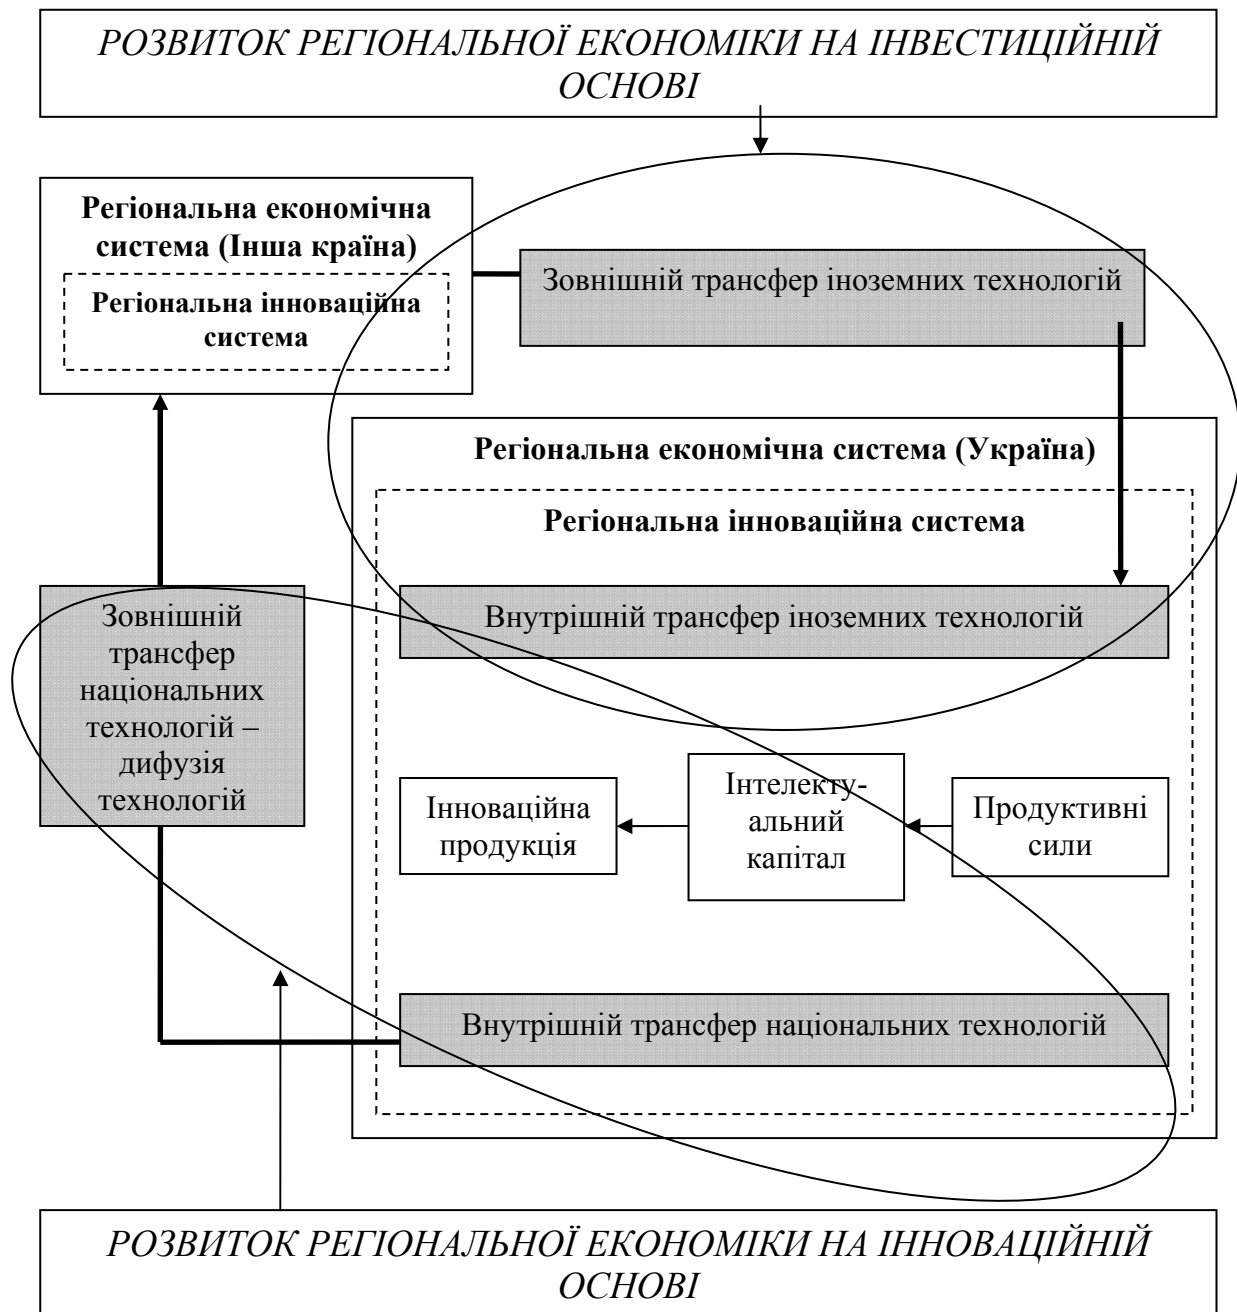 РОЗВИТОК РЕГІОНАЛЬНОЇ ЕКОНОМІКИ НА ІНВЕСТИЦІЙНІЙ
ОСНОВІ
Регіональна економічна
система (Інша країна)
Регіональна інноваційна
система
Зовнішній трансфер іноземних технологій
Регіональна економічна система (Україна)
Регіональна інноваційна система
Внутрішній трансфер іноземних технологій
Зовнішній
трансфер
національних
технологій –
дифузія
технологій
Інноваційна
продукція
Інтелекту-
альний
капітал
Продуктивні
сили
Внутрішній трансфер національних технологій
РОЗВИТОК РЕГІОНАЛЬНОЇ ЕКОНОМІКИ НА ІННОВАЦІЙНІЙ
ОСНОВІ